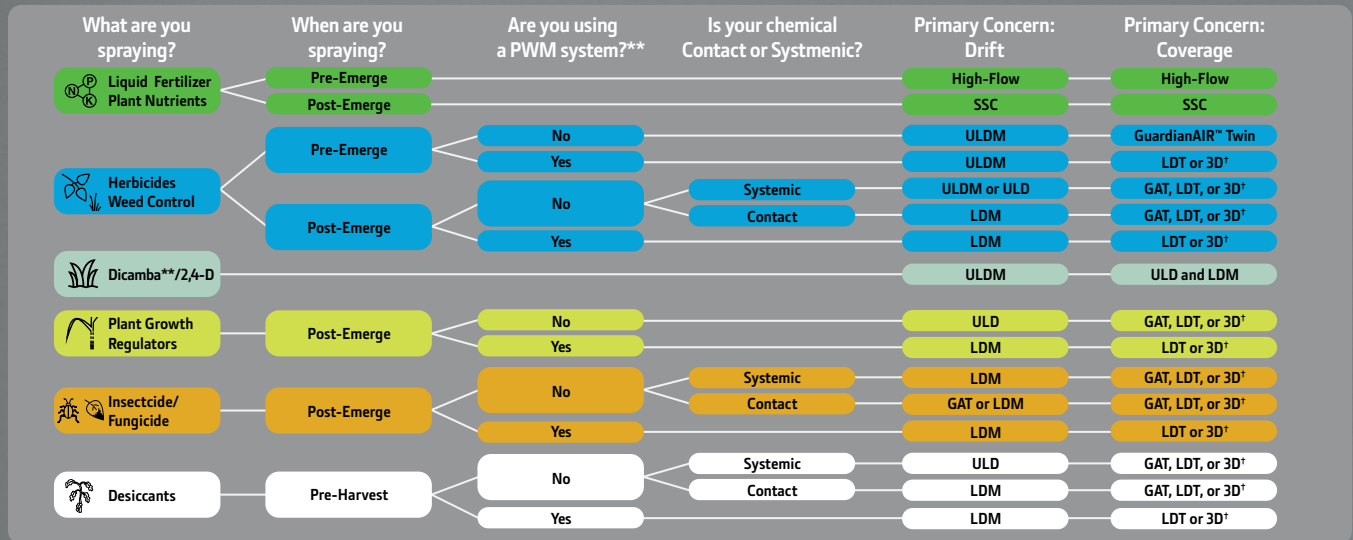 What are you
spraying?
When are you
spraying?
Are you using
a PWM system?**
Is your chemical
Contact or Systmenic?
Primary Concern:
Drift
Primary Concern:
Coverage
N P K
Liquid Fertilizer
Plant Nutrients
Pre-Emerge
High-Flow
High-Flow
Post-Emerge
SSC
SSC
Herbicides
Weed Control
Pre-Emerge
No
ULDM
GuardianAIR™ Twin
Yes
ULDM
LDT or 3D†
Post-Emerge
No
Systemic
ULDM or ULD
GAT, LDT, or 3D†
Contact
LDM
GAT, LDT, or 3D†
Yes
LDM
LDT or 3D†
Dicamba**/2,4-D
ULDM
ULD and LDM
Plant Growth
Regulators
Post-Emerge
No
ULD
GAT, LDT, or 3D†
Yes
LDM
LDT or 3D†
Insectcide/
Fungicide
Post-Emerge
No
Systemic
LDM
GAT, LDT, or 3D†
Contact
GAT or LDM
GAT, LDT, or 3D†
Yes
LDM
LDT or 3D†
Desiccants
Pre-Harvest
No
Systemic
ULD
GAT, LDT, or 3D†
Contact
LDM
GAT, LDT, or 3D†
Yes
LDM
LDT or 3D†